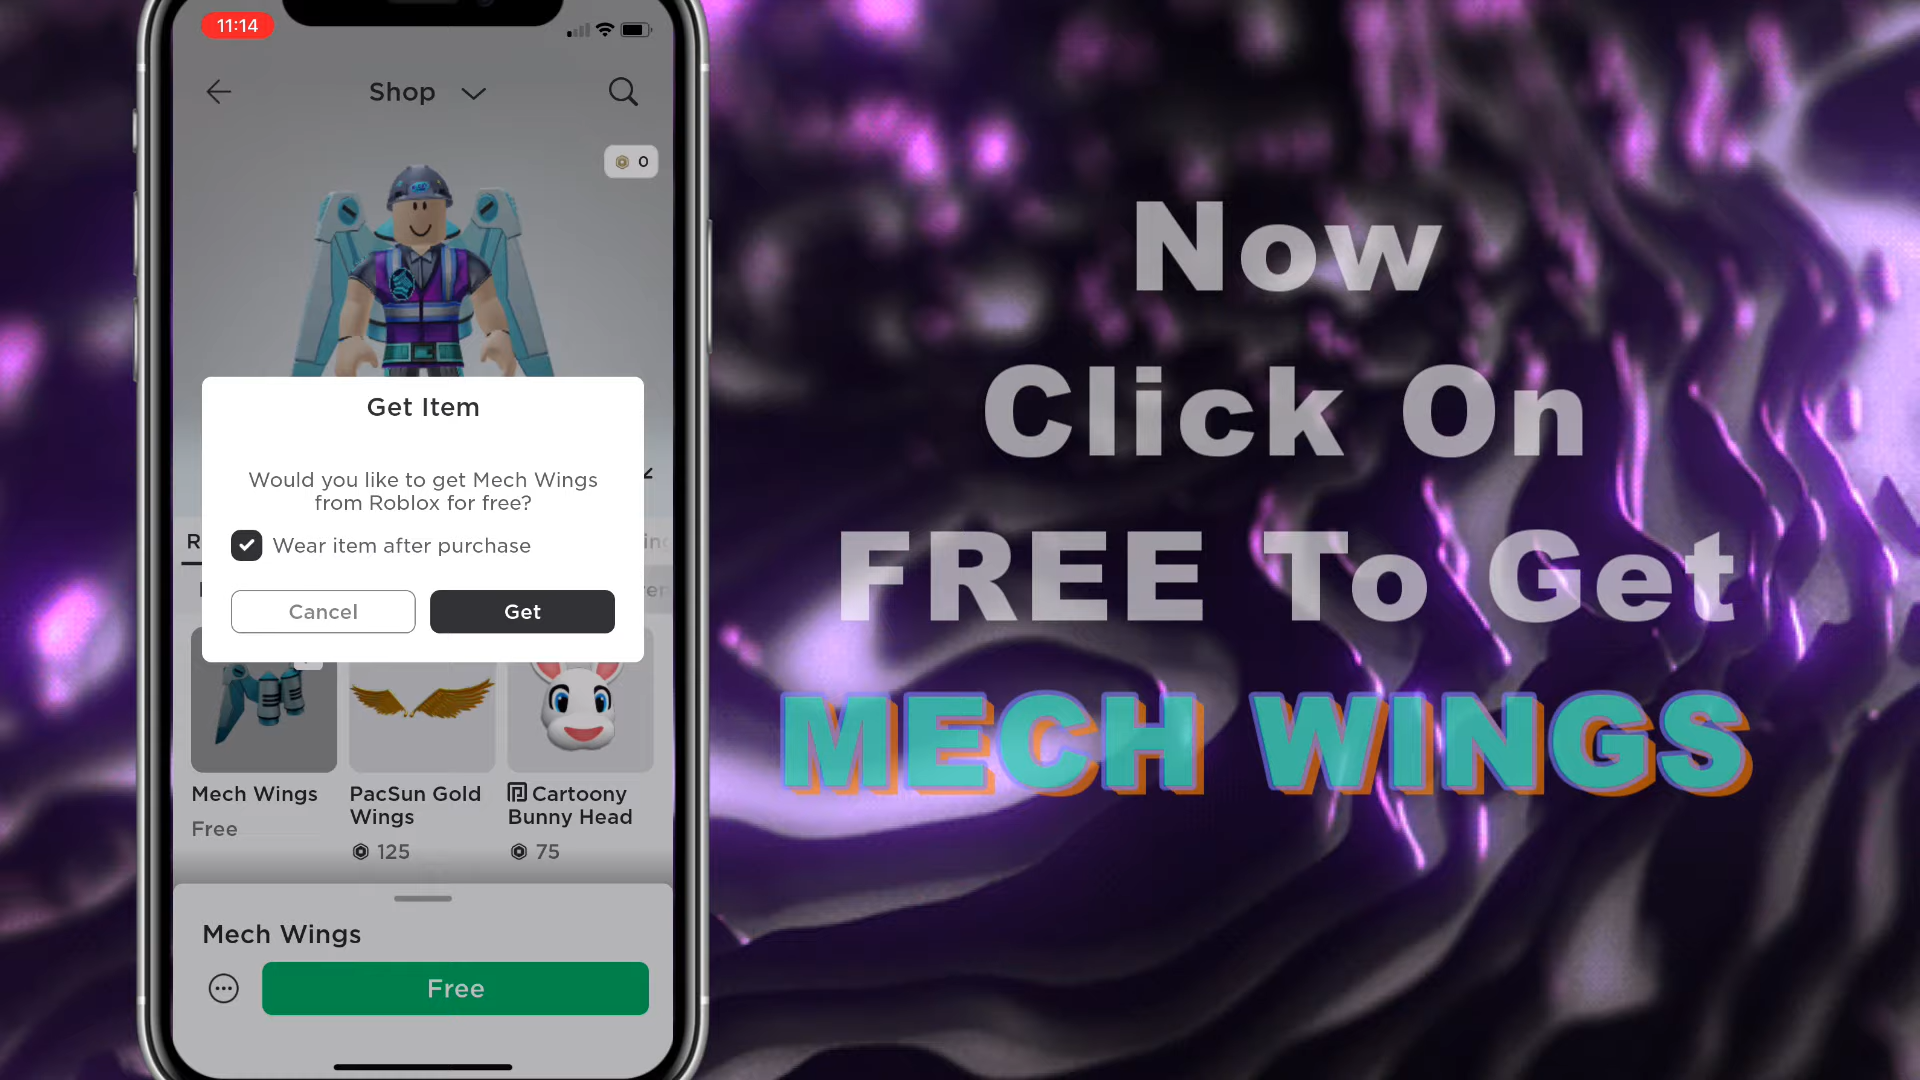 11:14
Shop
0
Get Item
Would you like to get Mech Wings
from Roblox for free?
Wear item after purchase
Cancel
Get
Mech Wings
Free
PacSun Gold
Wings
125
Cartoony
Bunny Head
75
Mech Wings
Free
Now
Click On
FREE To Get
MECH WINGS